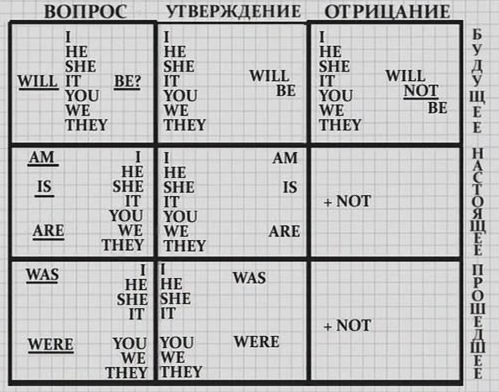 ВОПРОС УТВЕРЖДЕНИЕ ОТРИЦАНИЕ
I
HE
SHE
WILL IT BE?
YOU
WE
THEY
I
HE
SHE
IT WILL
YOU BE
WE
THEY
I
HE
SHE
IT WILL
YOU NOT
WE BE
THEY
БУДУЩЕЕ
AM I
HE
IS SHE
IT
YOU
ARE WE
THEY
I AM
HE
SHE IS
IT
YOU
WE ARE
THEY
+ NOT
НАСТОЯЩЕЕ
WAS I
HE
SHE
IT
WERE YOU
WE
THEY
I WAS
HE
SHE
IT
YOU WERE
WE
THEY
+ NOT
ПРОШЕДШЕЕ